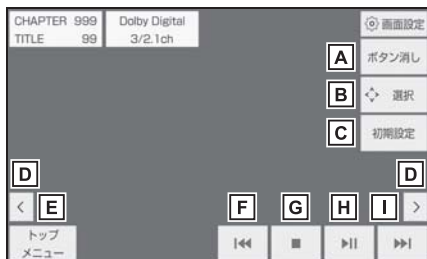 CHAPTER 999
TITLE 99
Dolby Digital
3/2.1ch
画面設定
A
ボタン消し
B
選択
C
初期設定
D
D
E
F
G
H
I
トップ
メニュー